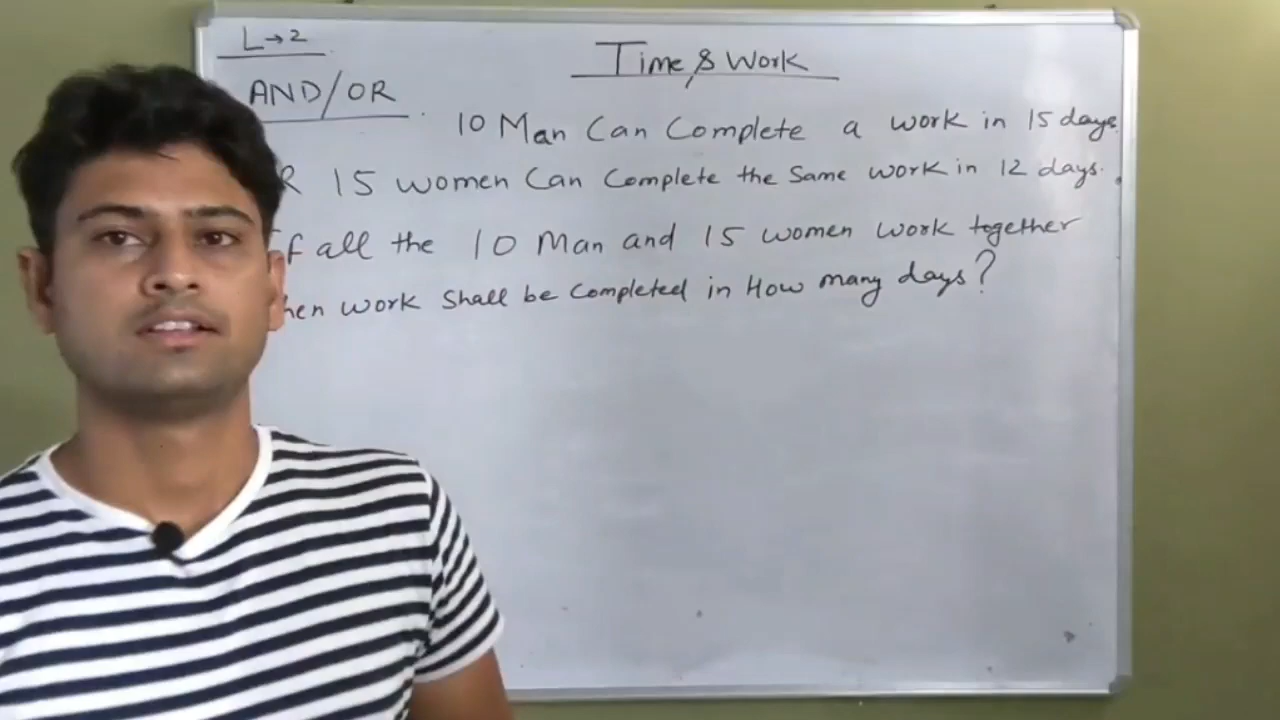 L→2
Time & Work
AND/OR
10 Man Can Complete a work in 15 days
15 women Can Complete the Same work in 12 days.
all the 10 Man and 15 women work together
work Shall be Completed in How many days?